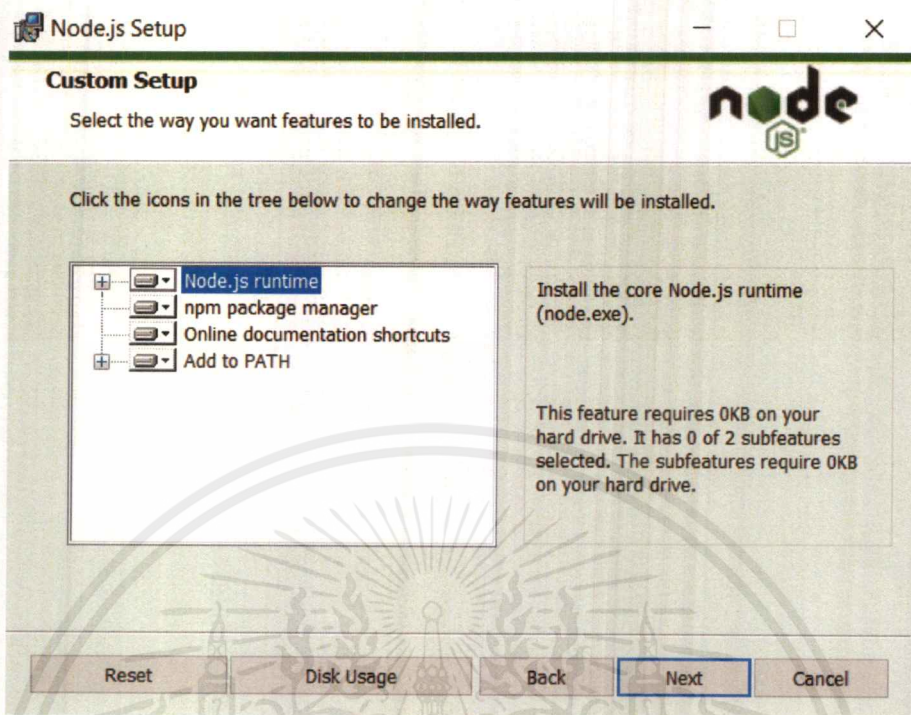 Node.js Setup
Custom Setup
Select the way you want features to be installed.
node
JS
Click the icons in the tree below to change the way features will be installed.
Node.js runtime
npm package manager
Online documentation shortcuts
Add to PATH
Install the core Node.js runtime
(node.exe).
This feature requires 0KB on your
hard drive. It has 0 of 2 subfeatures
selected. The subfeatures require 0KB
on your hard drive.
Reset
Disk Usage
Back
Next
Cancel